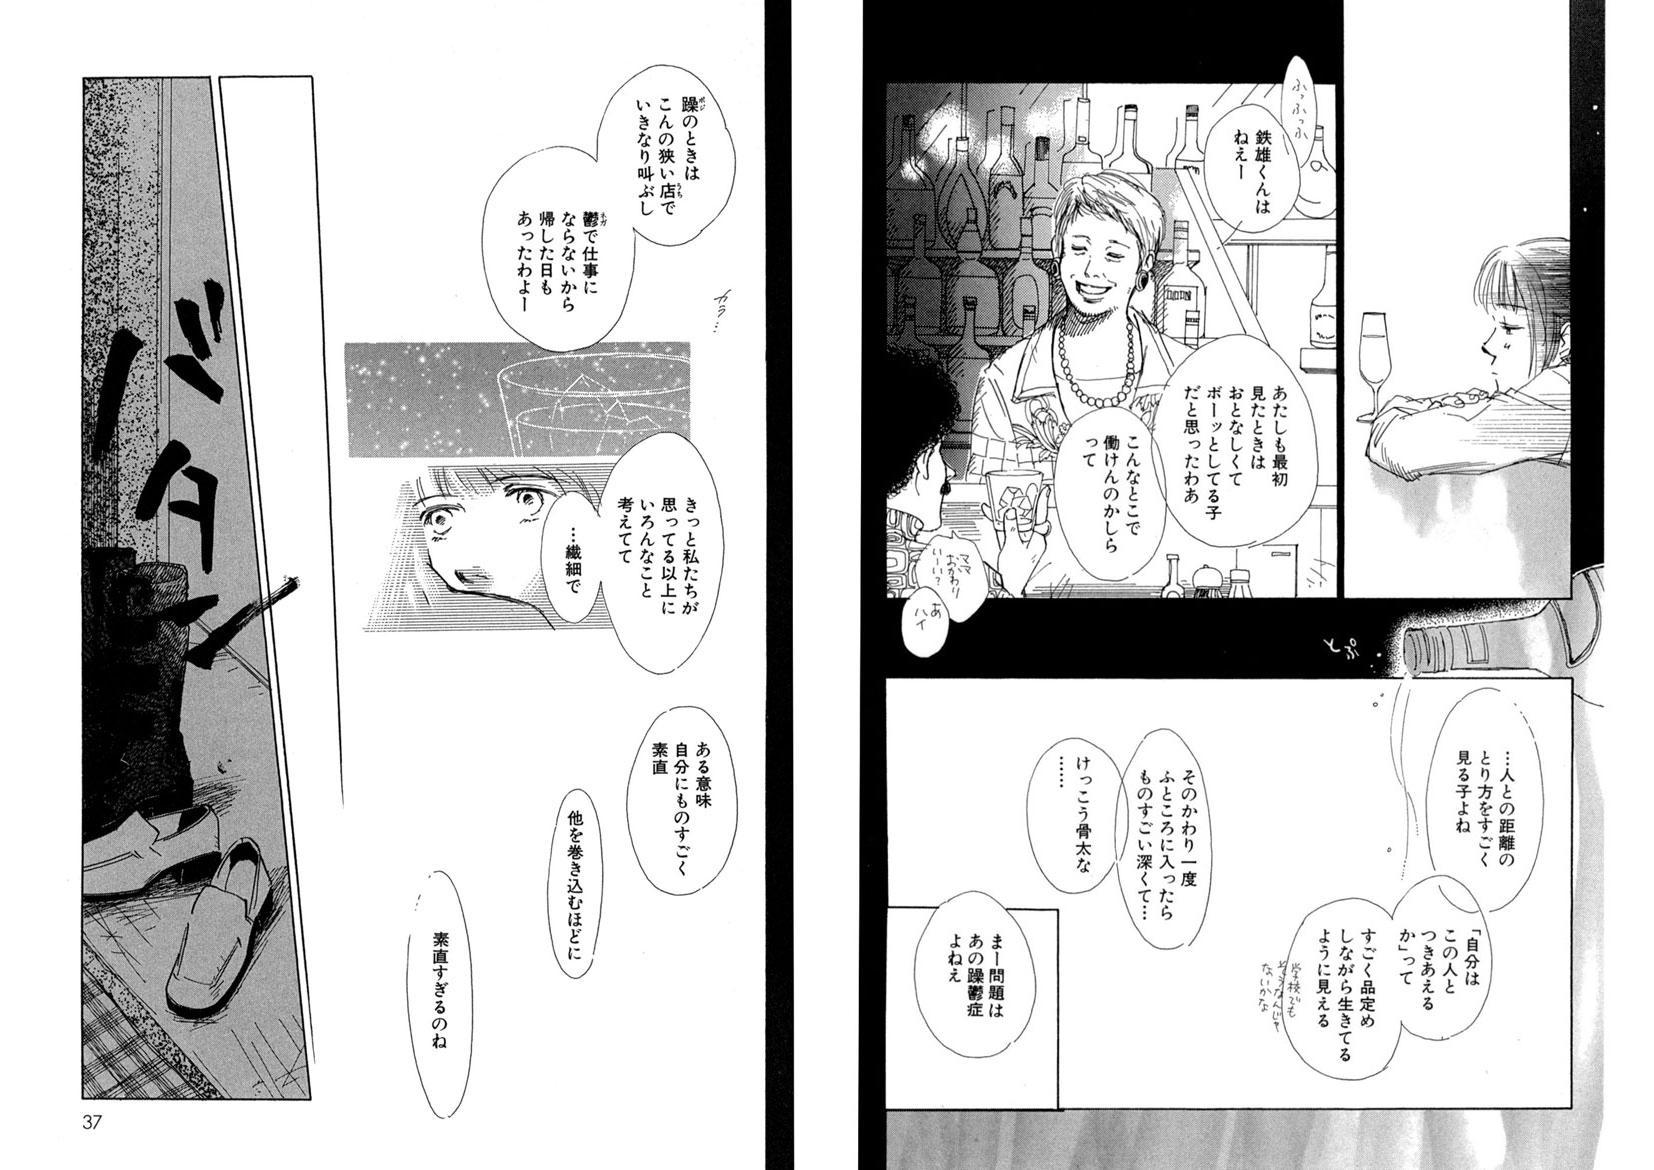 ふっふっふ
鉄雄くんは
ねえー
あたしも最初
見たときは
おとなしくて
ボーッとしてる子
だと思ったわあ
こんなとこで
働けんのかしら
って
ママ
おかわり
いーい?
あ
ハイ
とぷ
…人との距離の
とり方をすごく
見る子よね
「自分は
この人と
つきあえる
か」って
すごく品定め
しながら生きてる
ように見える
学校でも
そうなんじゃ
ないかな
そのかわり一度
ふところに入ったら
ものすごい深くて…
けっこう骨太な
……
まー問題は
あの躁鬱症
よねえ
躁のときは
ポジ
こんの狭い店で
うち
いきなり叫ぶし
鬱で仕事に
ネガ
ならないから
帰した日も
あったわよー
カラ…
きっと私たちが
思ってる以上に
いろんなこと
考えてて
…繊細で
ある意味
自分にものすごく
素直
他を巻き込むほどに
素直すぎるのね
バタン
37